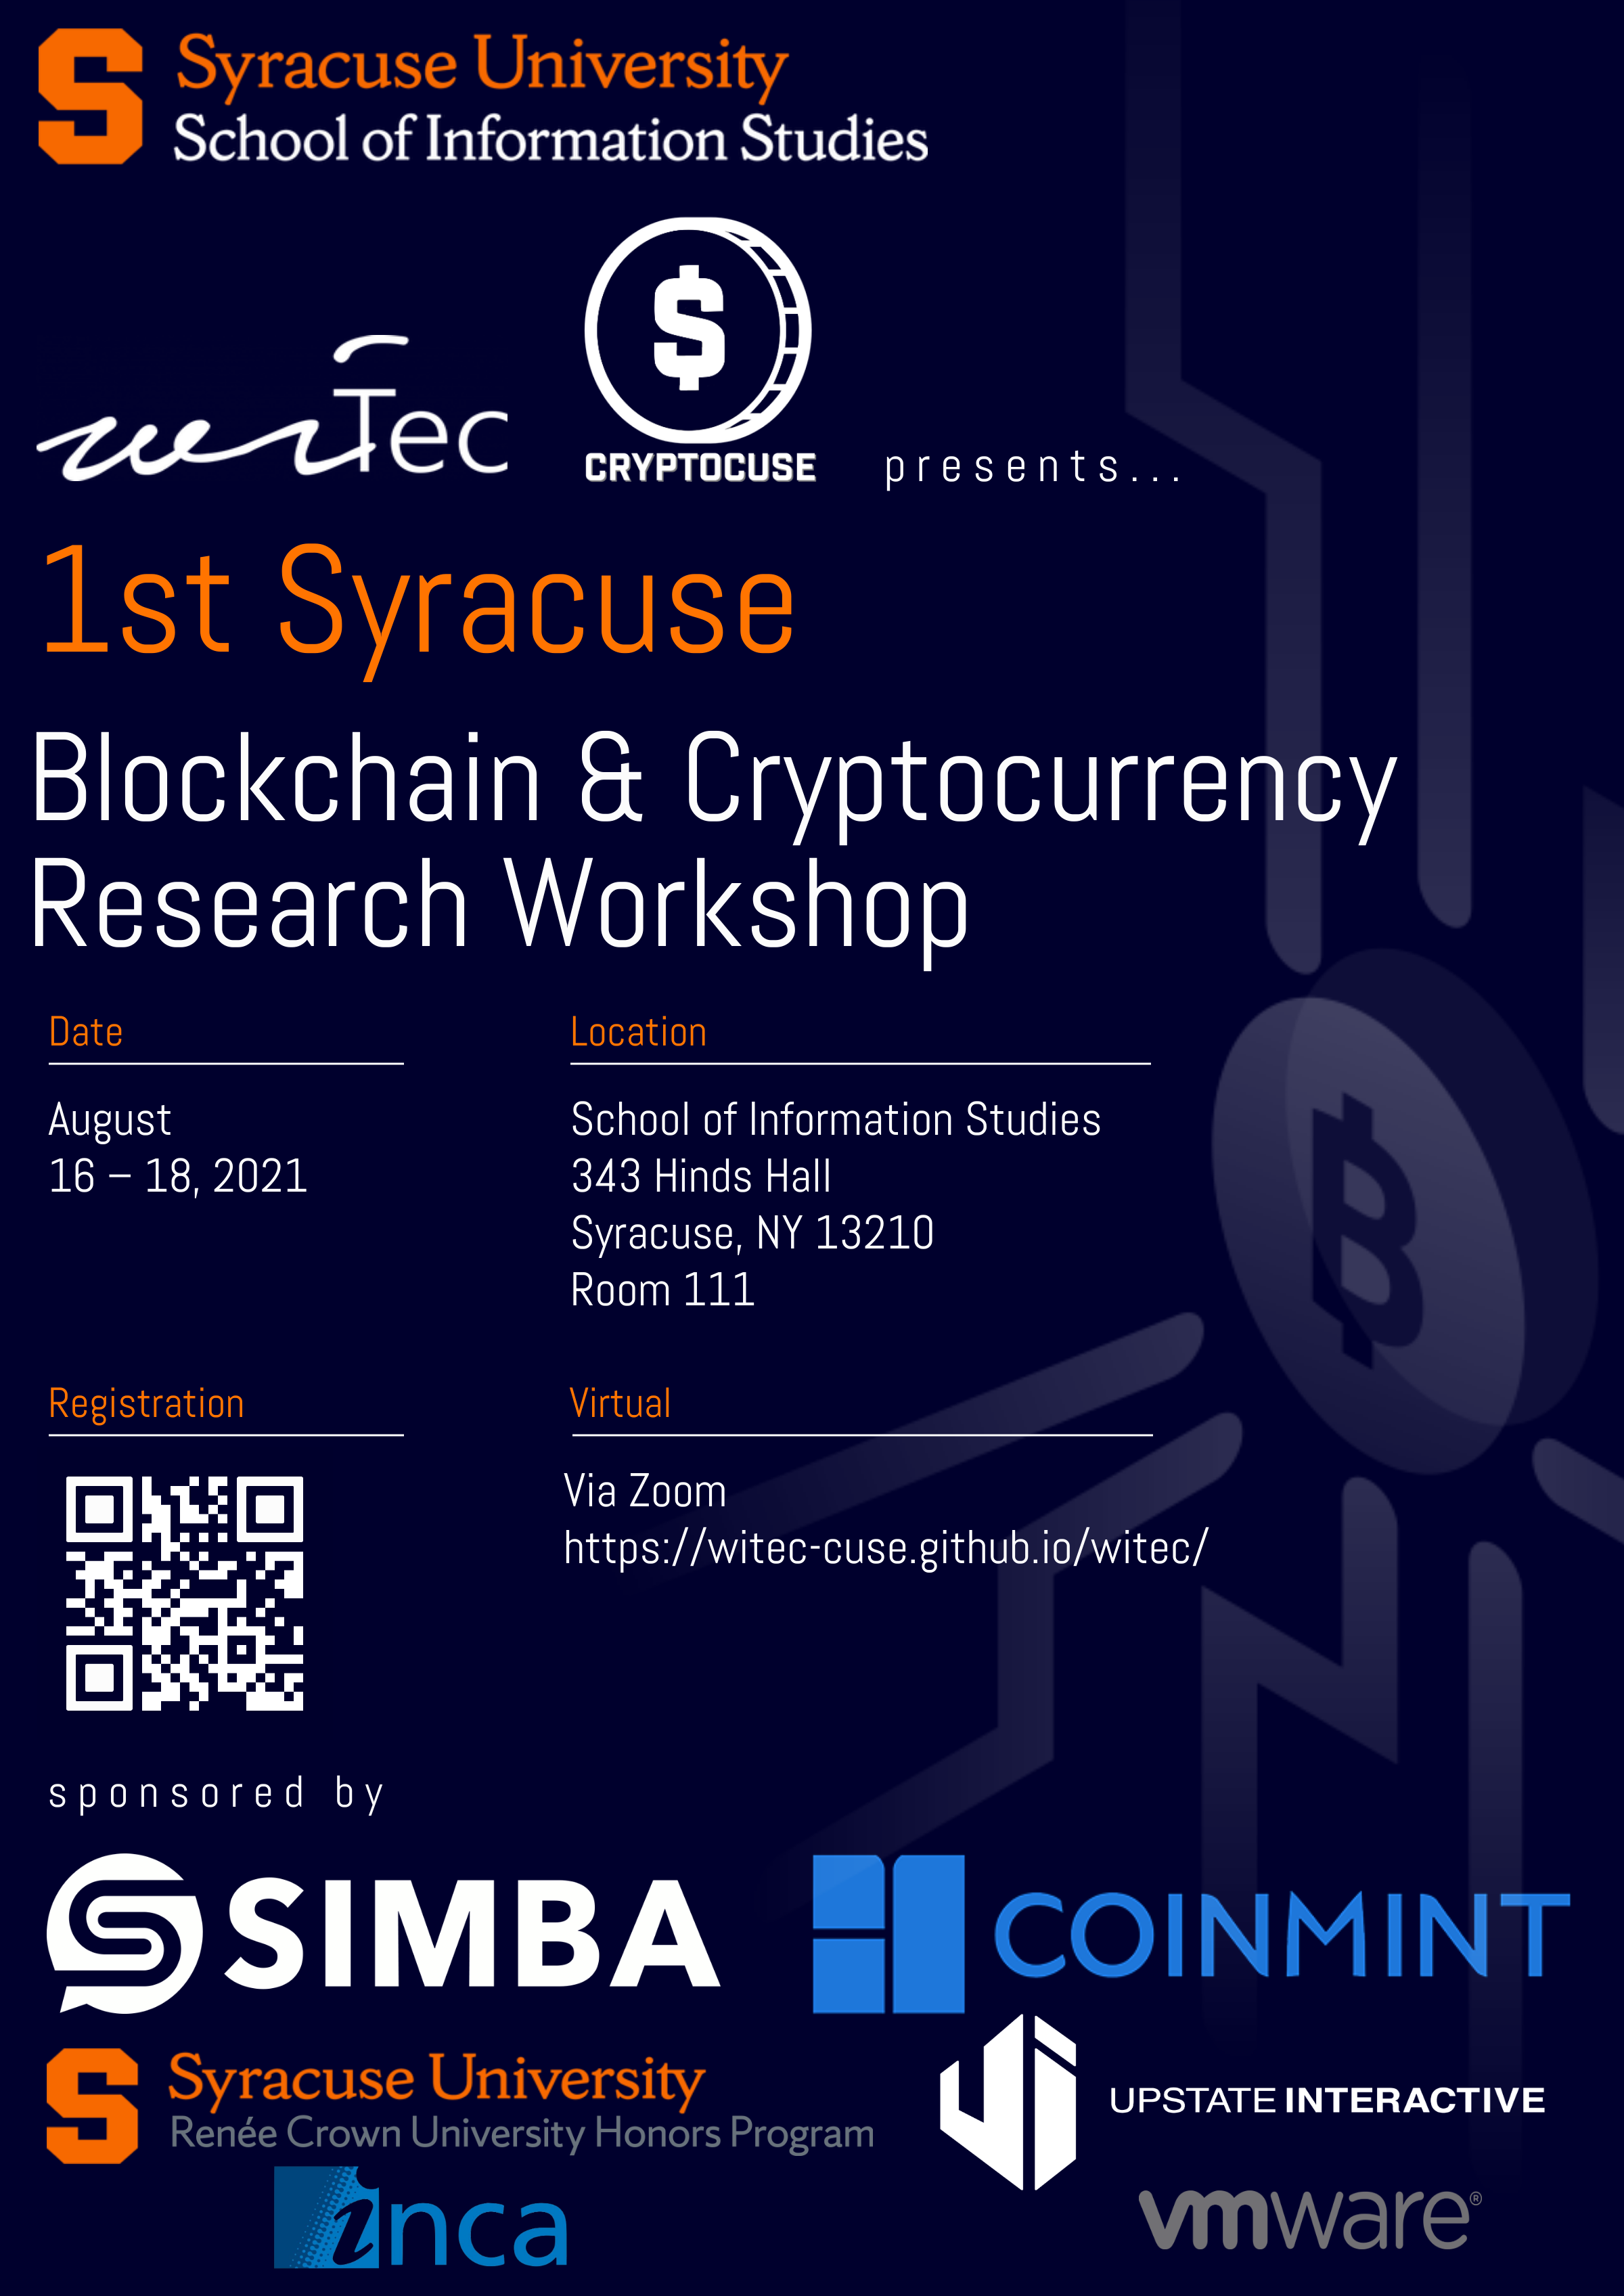 Syracuse University
School of Information Studies
wiTec
$
CRYPTOCUSE
presents...
1st Syracuse
Blockchain & Cryptocurrency
Research Workshop
Date
August
16 – 18, 2021
Location
School of Information Studies
343 Hinds Hall
Syracuse, NY 13210
Room 111
Registration
Virtual
Via Zoom
https://witec-cuse.github.io/witec/
sponsored by
SIMBA
COINMINT
S Syracuse University
Renée Crown University Honors Program
UPSTATE INTERACTIVE
inca
vmware®